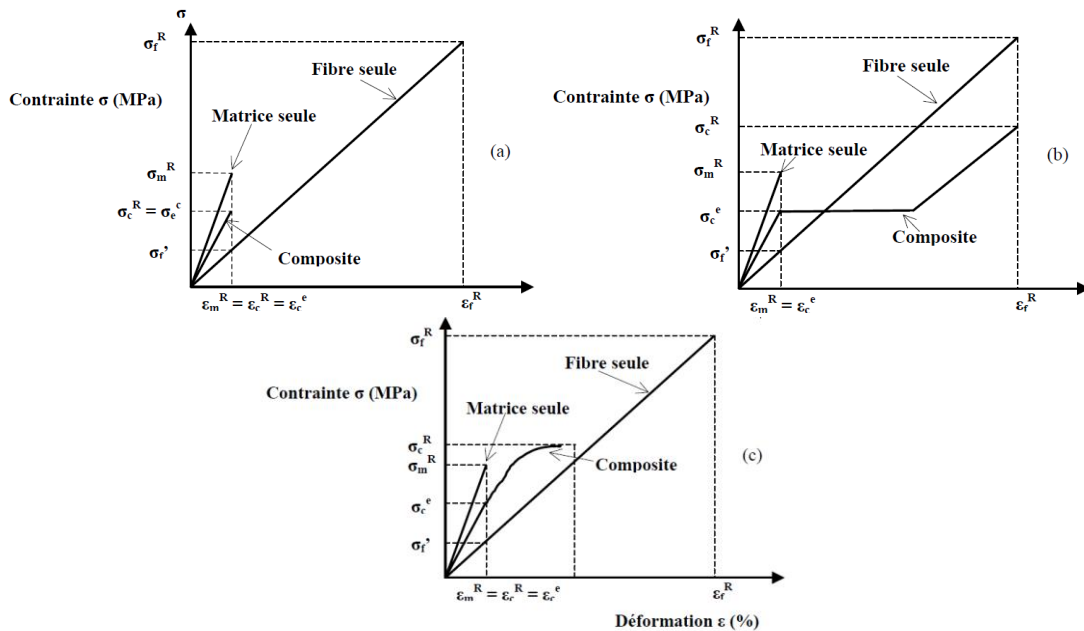 σ
σf^R
Fibre seule
Contrainte σ (MPa)
Matrice seule
(a)
σm^R
σc^R = σe^c
Composite
σf'
εm^R = εc^R = εc^e
εf^R
σf^R
Fibre seule
Contrainte σ (MPa)
σc^R
Matrice seule
(b)
σm^R
σc^e
Composite
σf'
εm^R = εc^e
εf^R
σf^R
Fibre seule
Contrainte σ (MPa)
Matrice seule
σc^R
Composite
(c)
σm^R
σc^e
σf'
εm^R = εc^R = εc^e
εf^R
Déformation ε (%)